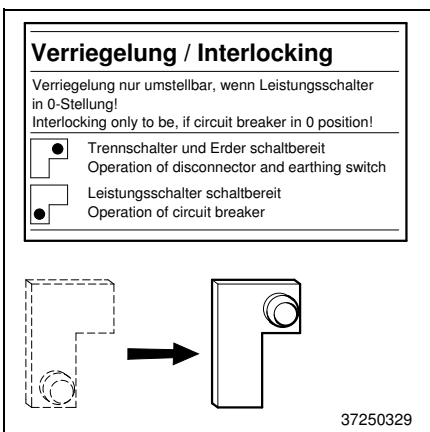 Verriegelung / Interlocking
Verriegelung nur umstellbar, wenn Leistungsschalter
in 0-Stellung!
Interlocking only to be, if circuit breaker in 0 position!
Trennschalter und Erder schaltbereit
Operation of disconnector and earthing switch
Leistungsschalter schaltbereit
Operation of circuit breaker
37250329